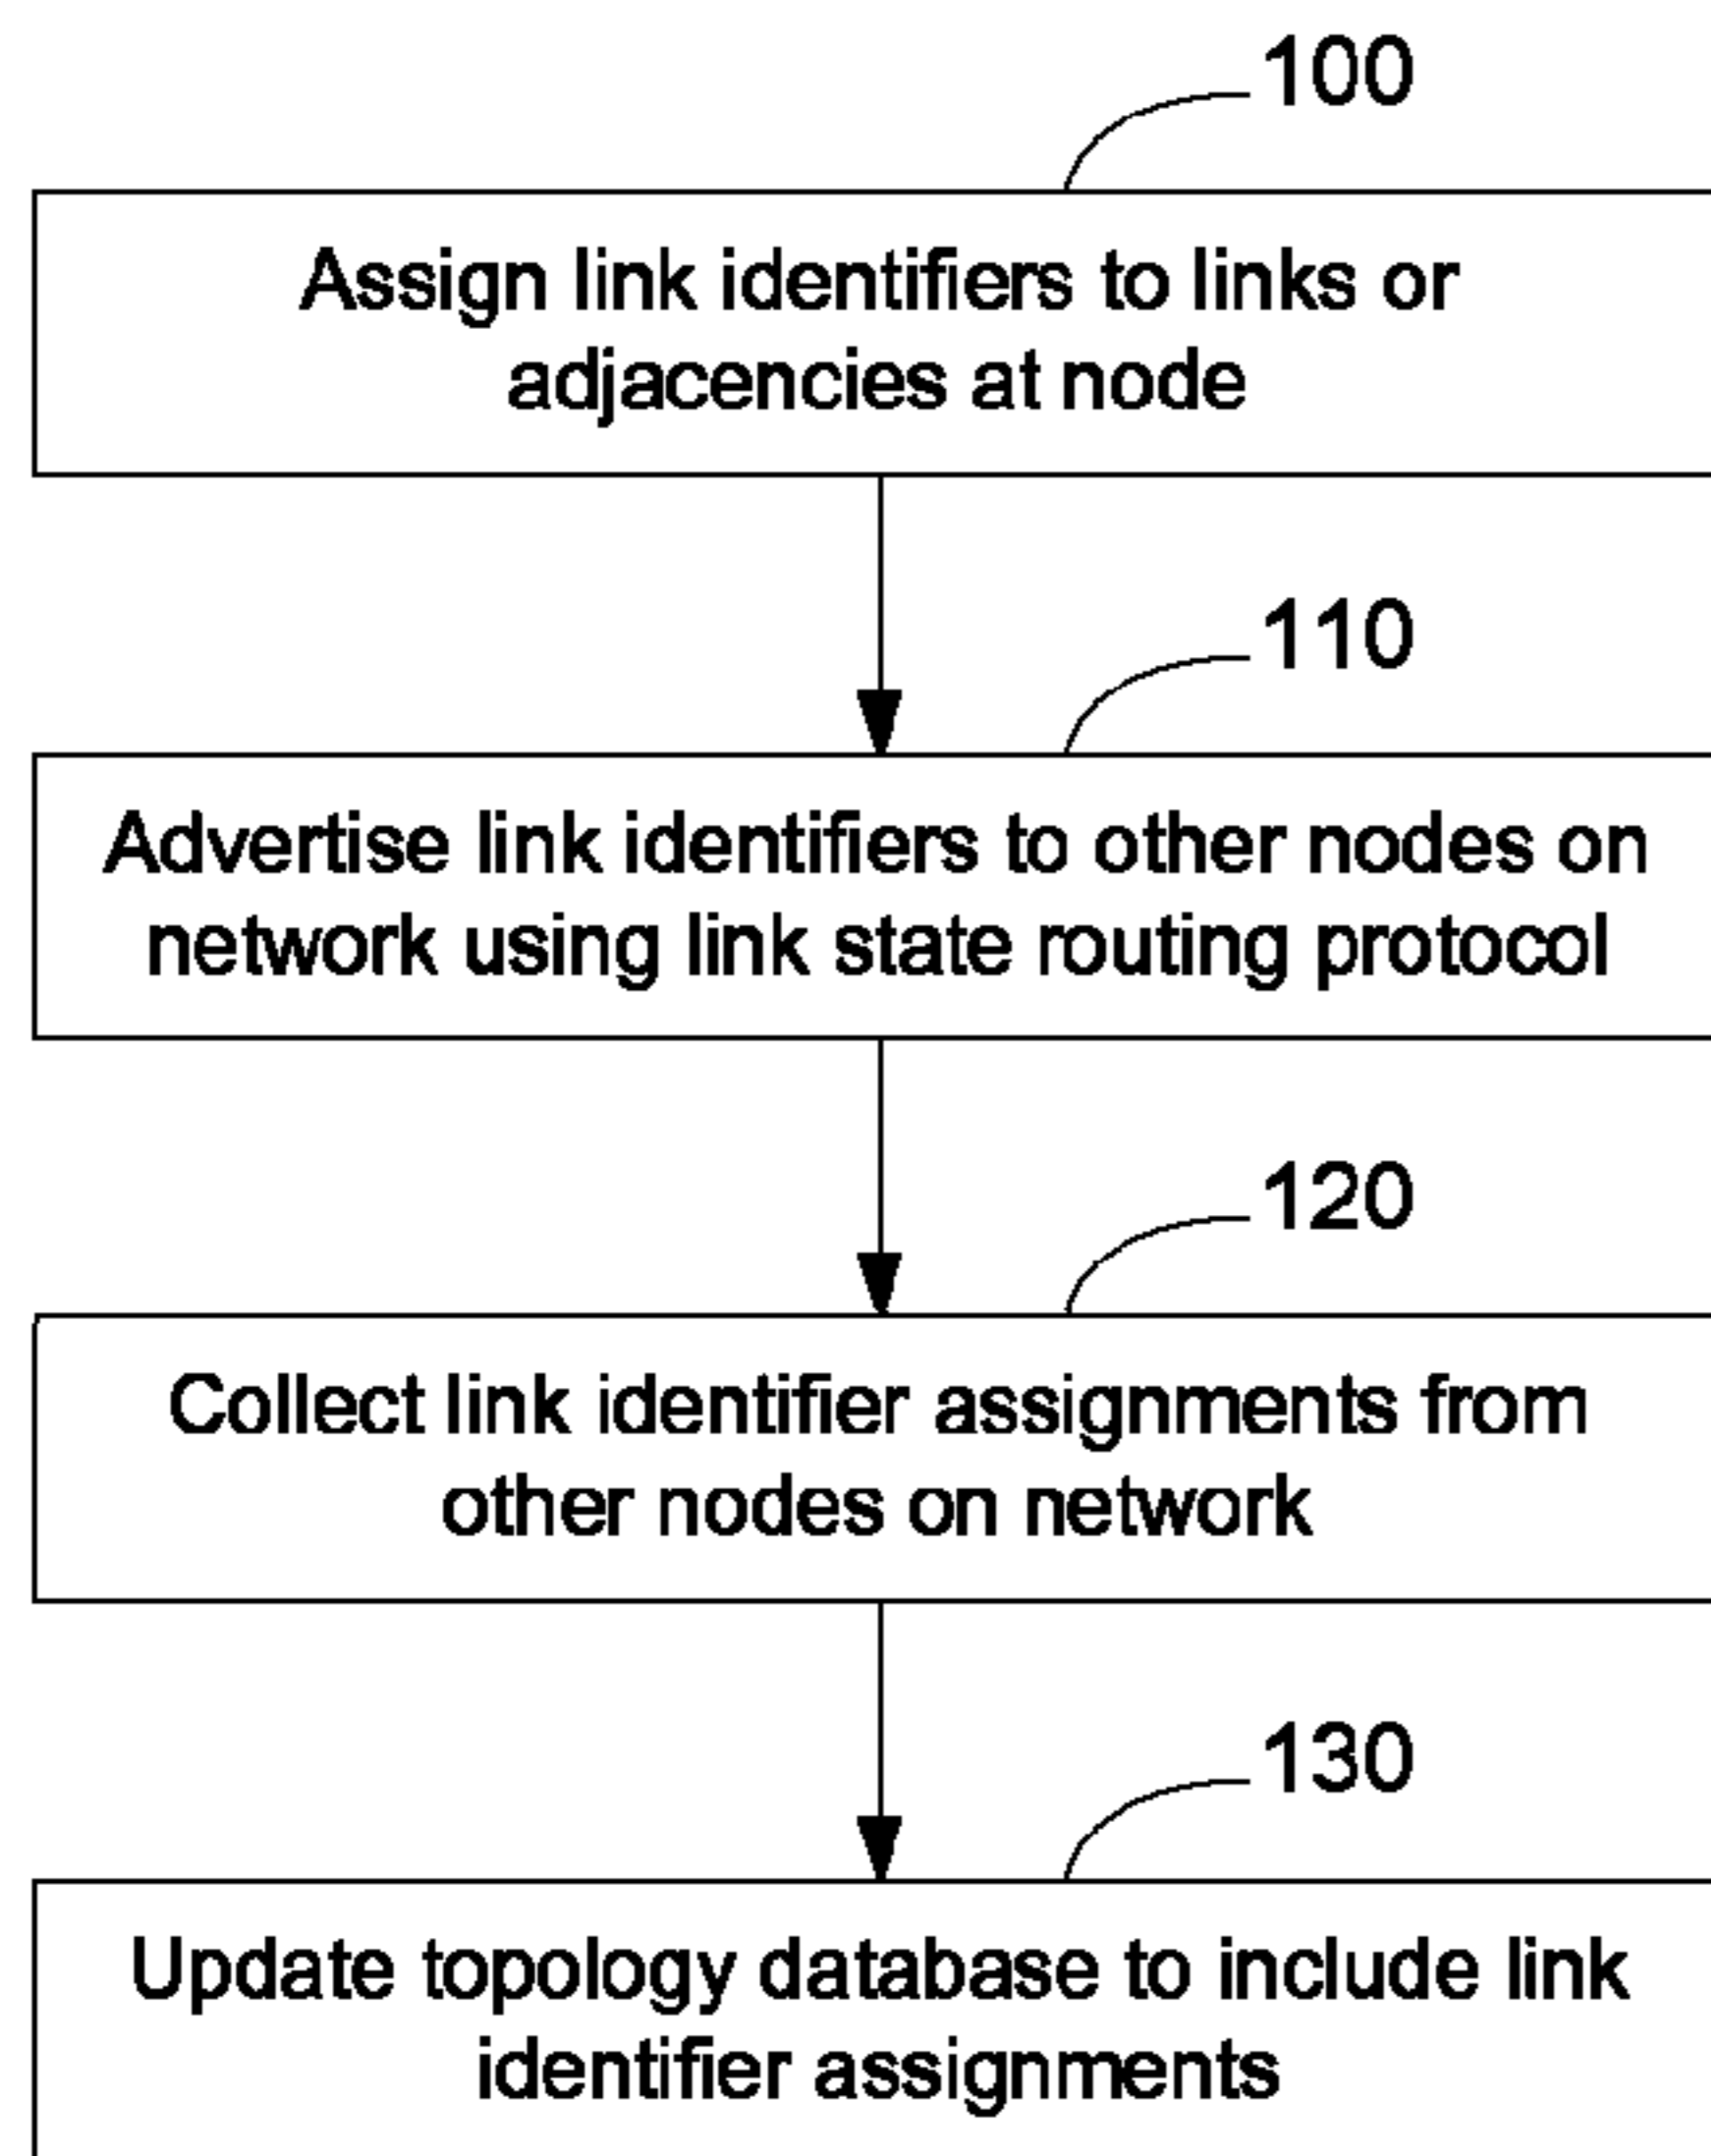 100
Assign link identifiers to links or
adjacencies at node
110
Advertise link identifiers to other nodes on
network using link state routing protocol
120
Collect link identifier assignments from
other nodes on network
130
Update topology database to include link
identifier assignments